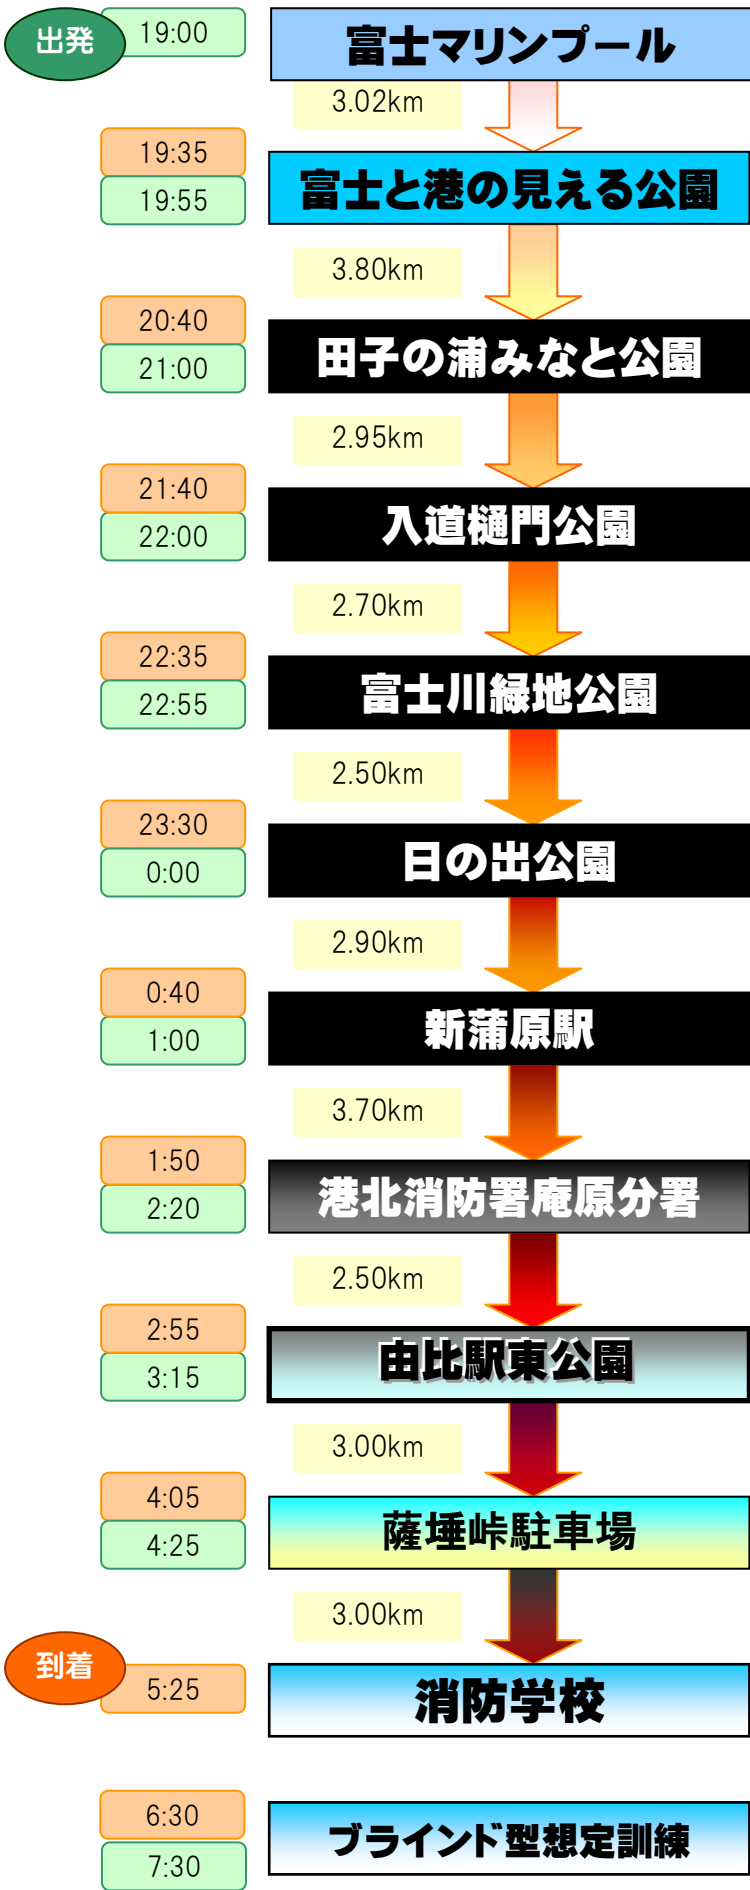 出発
19:00
富士マリンプール
3.02km
19:35
19:55
富士と港の見える公園
3.80km
20:40
21:00
田子の浦みなと公園
2.95km
21:40
22:00
入道樋門公園
2.70km
22:35
22:55
富士川緑地公園
2.50km
23:30
0:00
日の出公園
2.90km
0:40
1:00
新蒲原駅
3.70km
1:50
2:20
港北消防署庵原分署
2.50km
2:55
3:15
由比駅東公園
3.00km
4:05
4:25
薩埵峠駐車場
3.00km
到着
5:25
消防学校
6:30
7:30
ブラインド型想定訓練